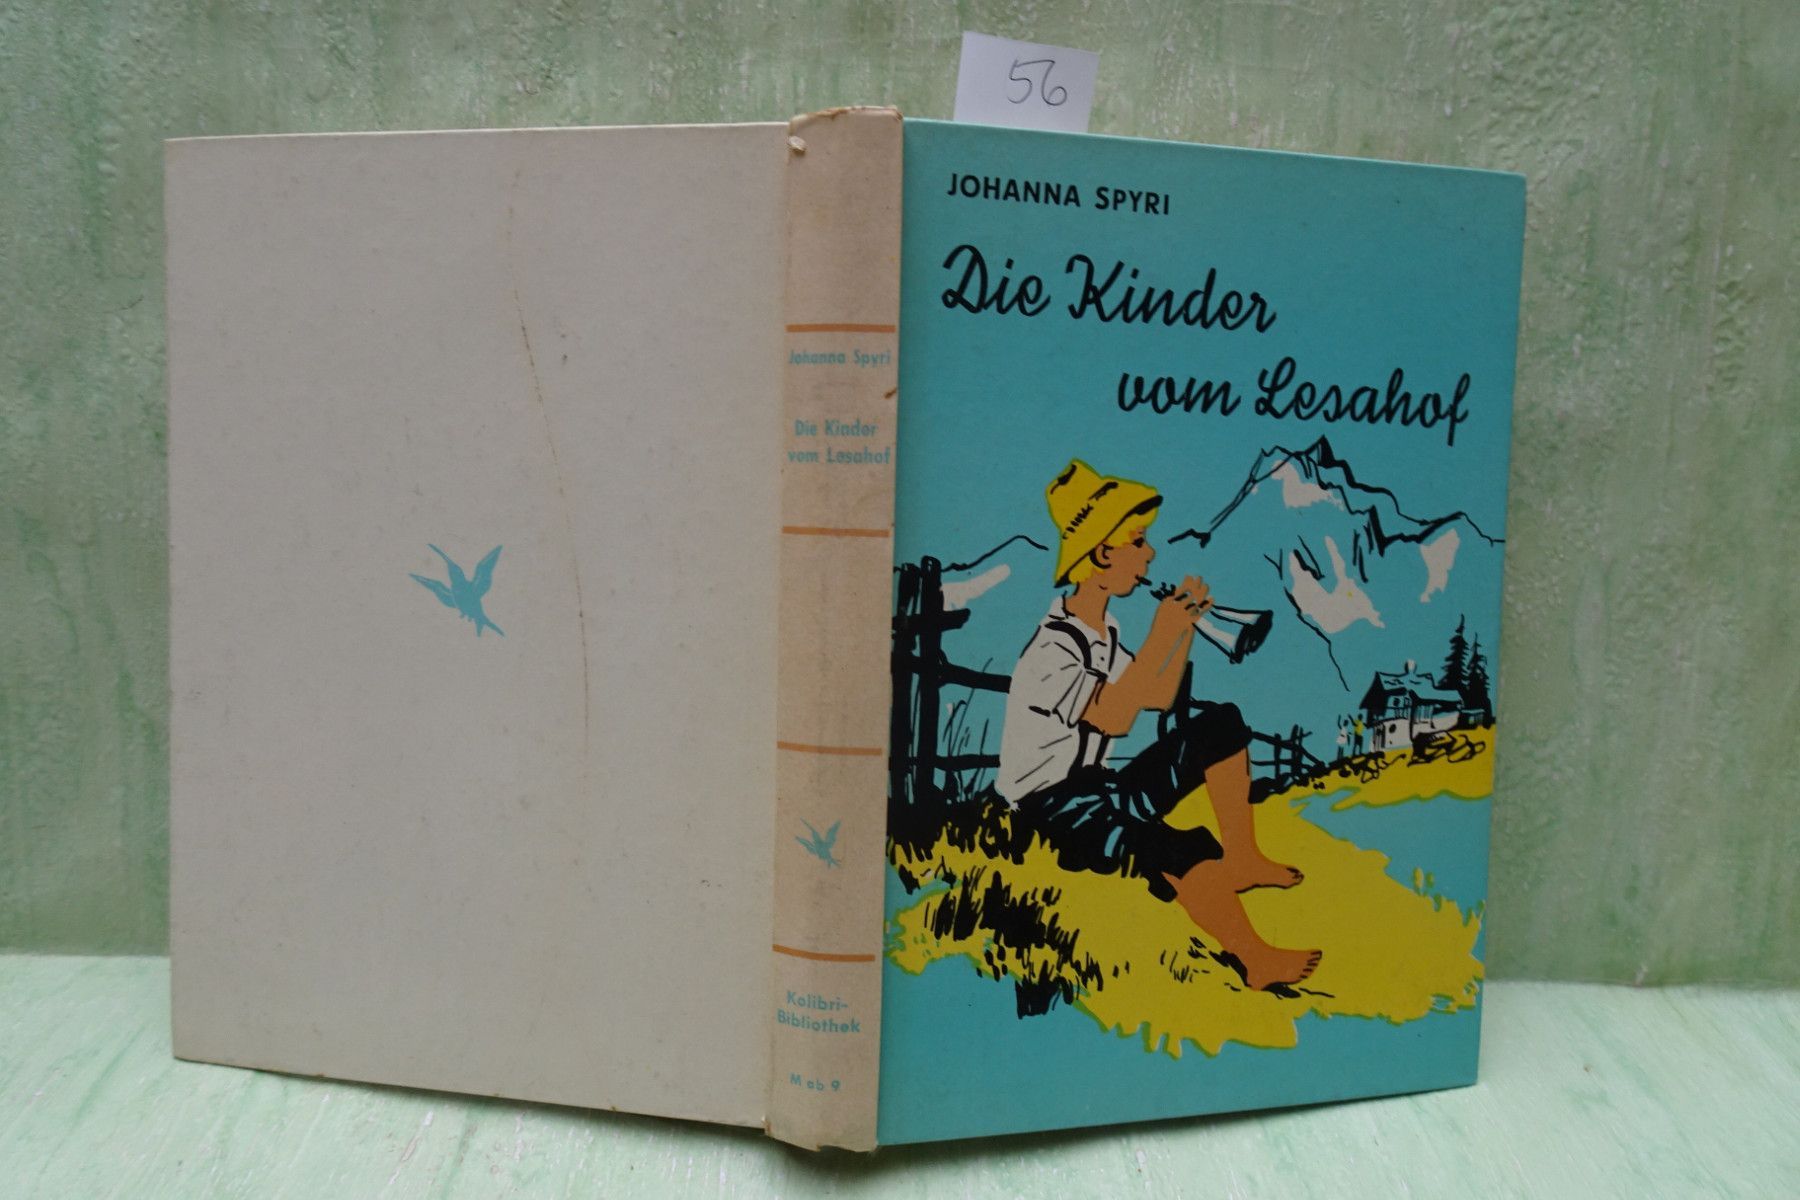 56
JOHANNA SPYRI
Die Kinder
vom Lesahof
Johanna Spyri
Die Kinder
vom Lesahof
Kolibri-
Bibliothek
M ab 9